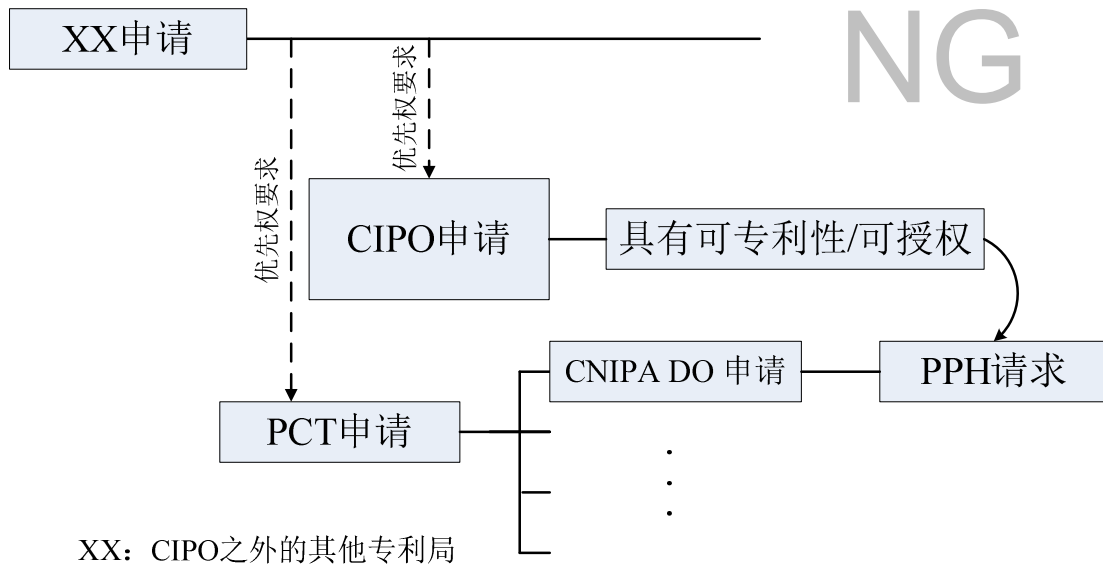 XX申请
NG
优先权要求
优先权要求
CIPO申请
具有可专利性/可授权
CNIPA DO 申请
PPH请求
PCT申请
XX：CIPO之外的其他专利局